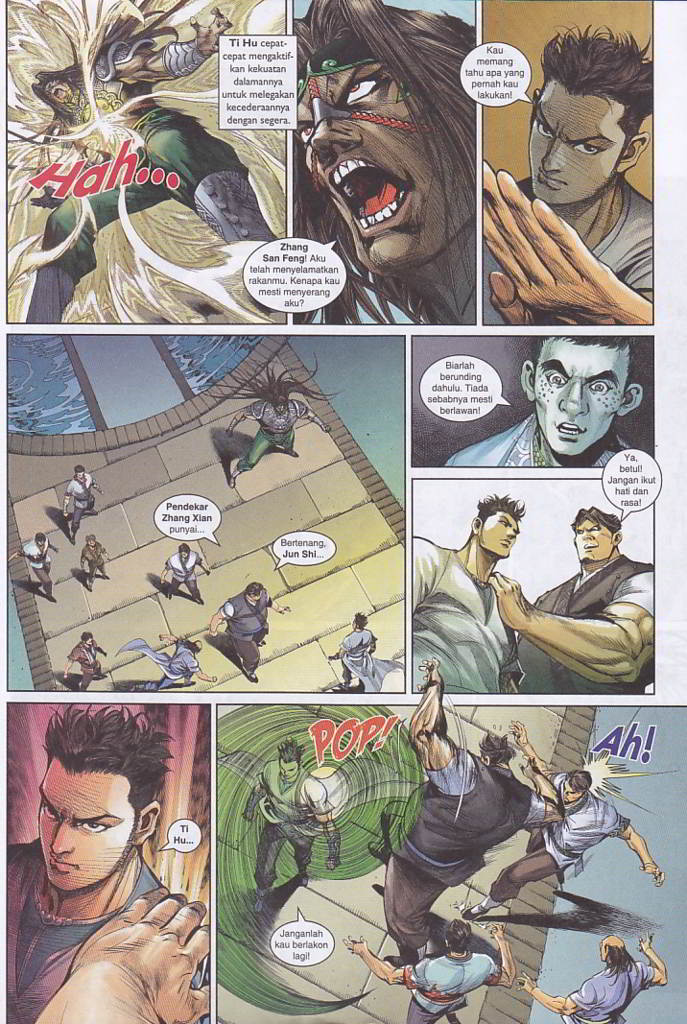 Ti Hu cepat-
cepat mengaktif-
kan kekuatan
dalamannya
untuk melegakan
kecederaannya
dengan segera.
Hah...
Zhang
San Feng! Aku
telah menyelamatkan
rakanmu. Kenapa kau
mesti menyerang
aku?
Kau
memang
tahu apa yang
pernah kau
lakukan!
Pendekar
Zhang Xian
punyai...
Bertenang,
Jun Shi...
Biarlah
berunding
dahulu. Tiada
sebabnya mesti
berlawan!
Ya,
betul!
Jangan ikut
hati dan
rasa!
Ti
Hu...
POP!
Ah!
Janganlah
kau berlakon
lagi!